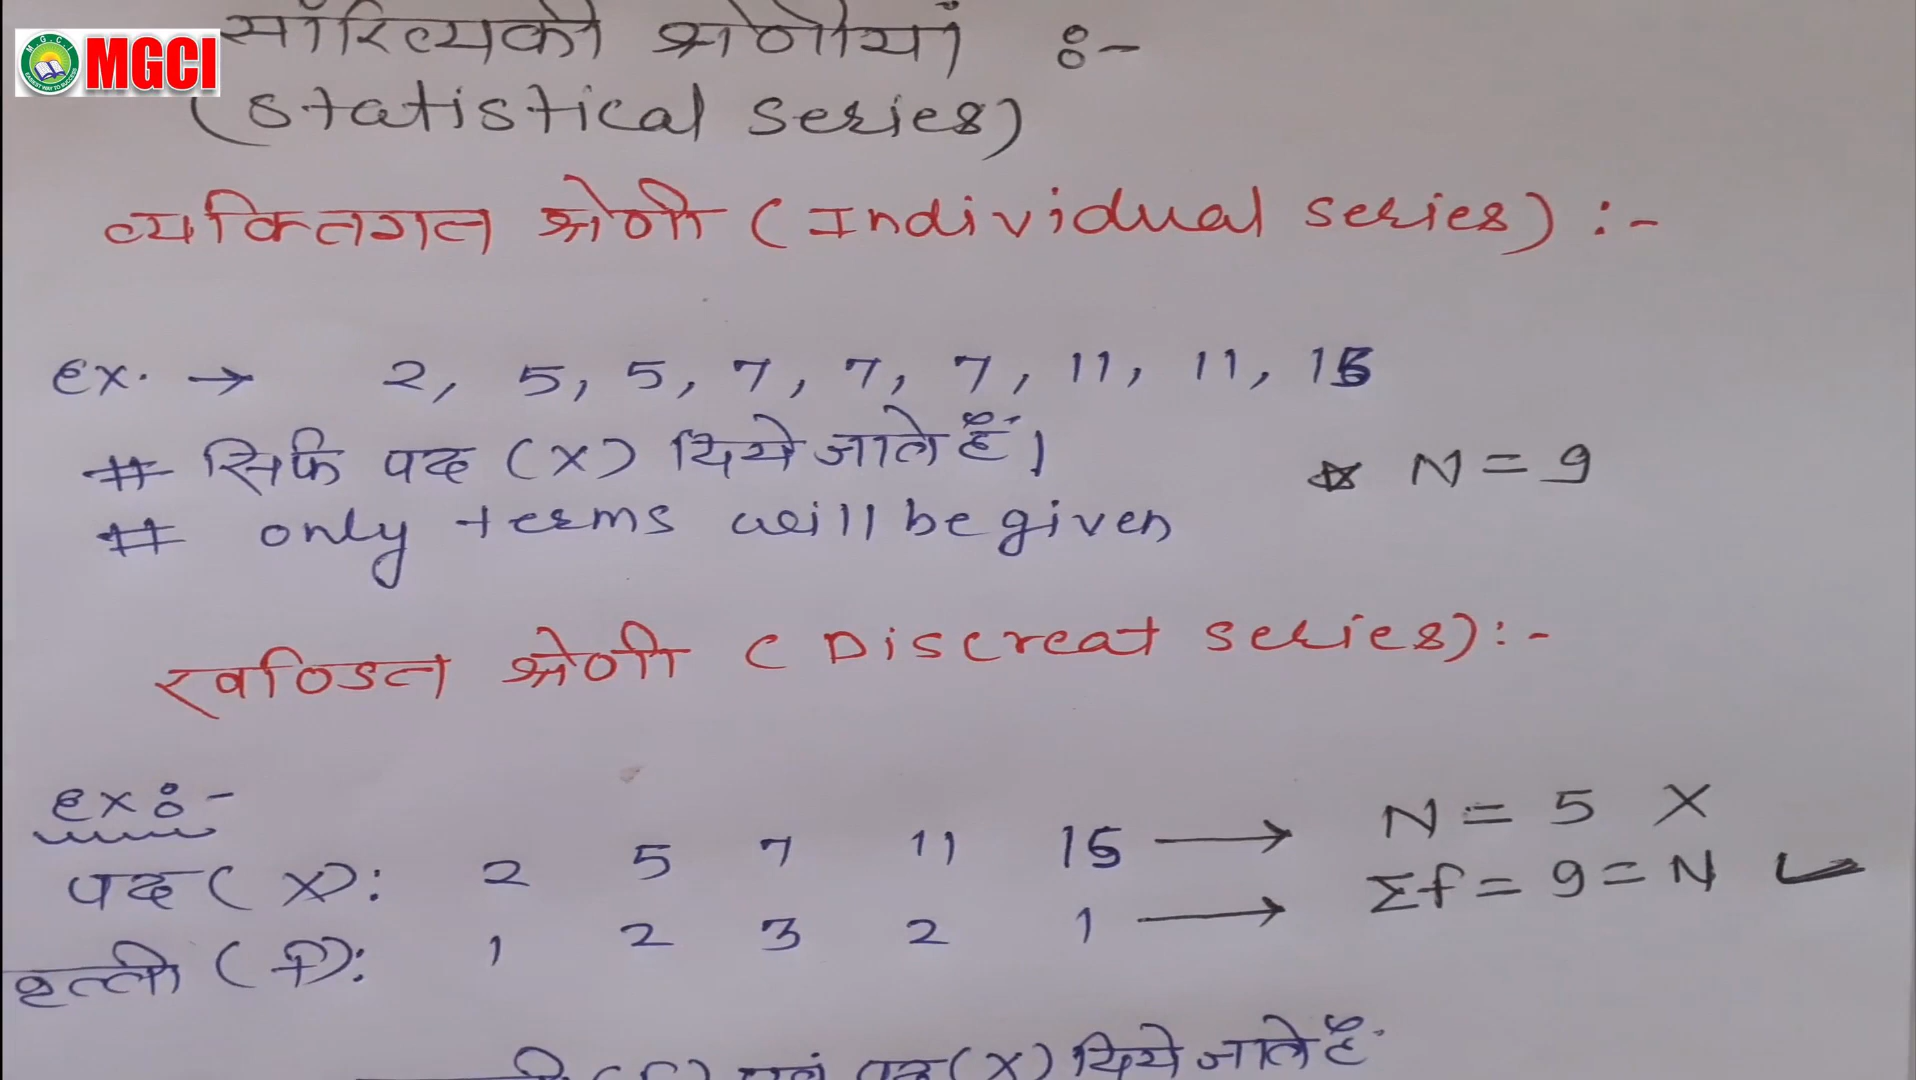 MGCI
सांख्यिकी श्रेणीयां :-
(Statistical series)
व्यक्तिगत श्रेणी (Individual series) :-
ex. → 2, 5, 5, 7, 7, 7, 11, 11, 15
# सिर्फ पद (x) दिये जाते हैं।
☆ N = 9
# only terms will be given
खण्डित श्रेणी (Discreat series):-
ex:-
पद (x): 2 5 7 11 15 → N = 5 X
(f): 1 2 3 2 1 → Σf = 9 = N ✓
(f) एवं पद (x) दिये जाते हैं